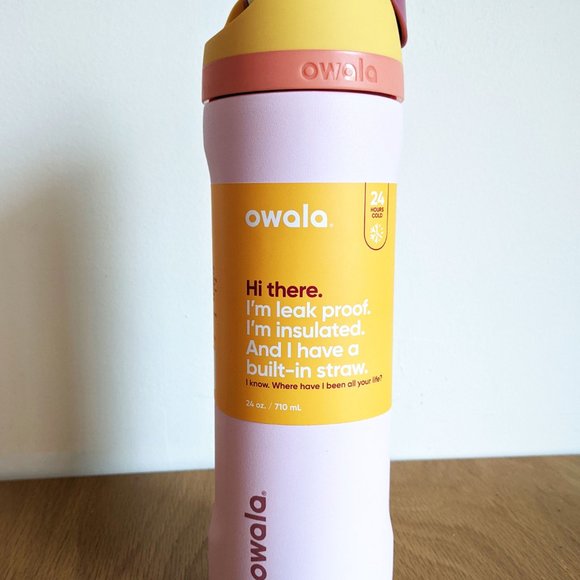 owala
owala®
24
HOURS
COLD
Hi there.
I'm leak proof.
I'm insulated.
And I have a
built-in straw.
I know. Where have I been all your life?
24 oz. / 710 mL
owala®